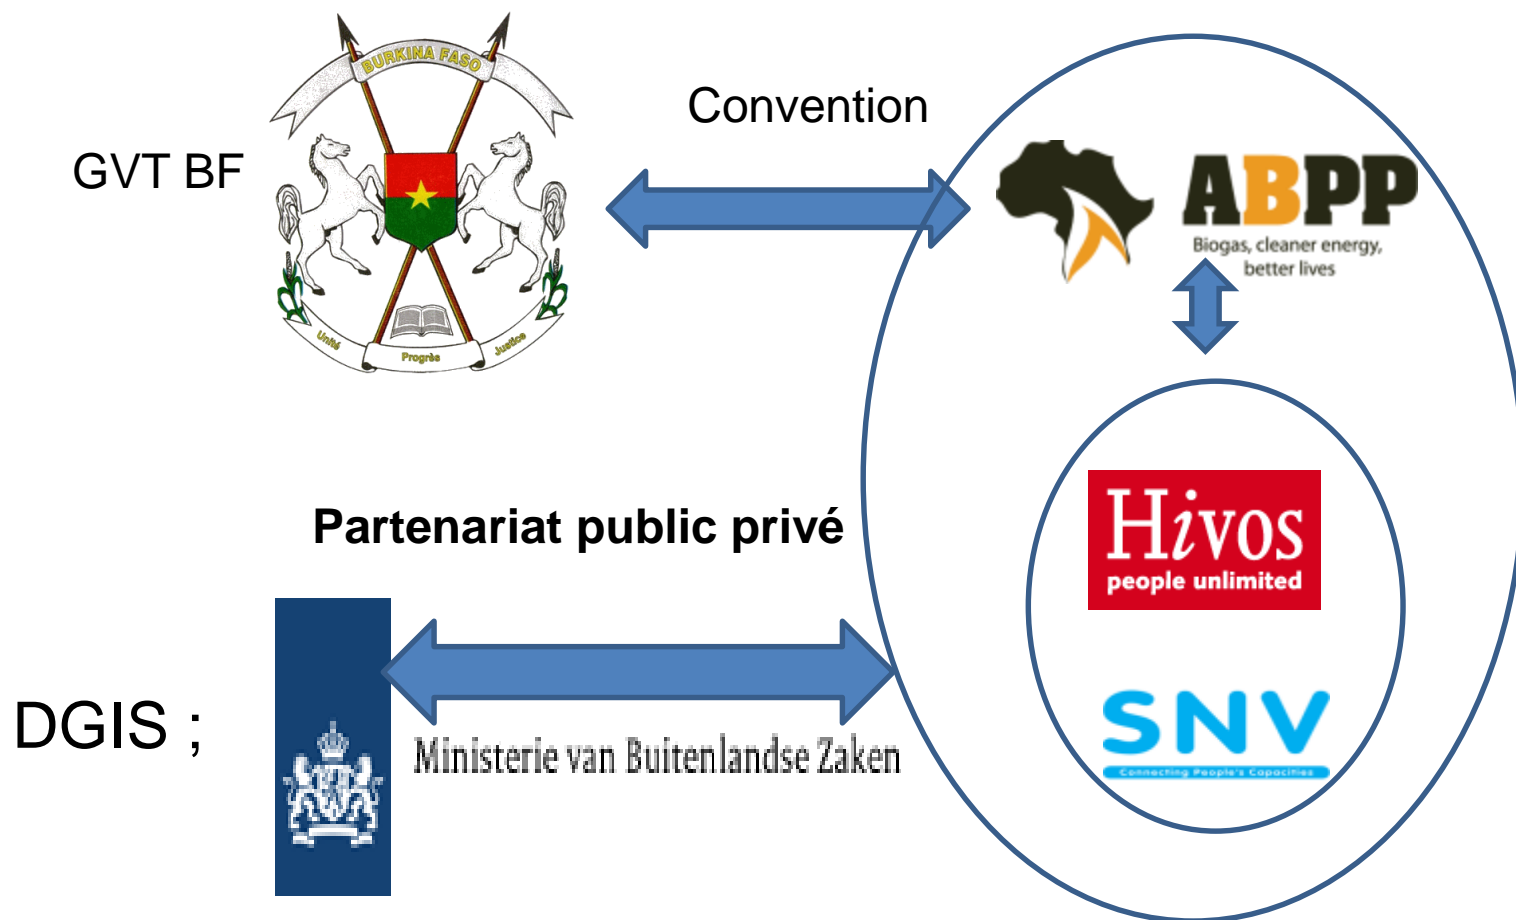 BURKINA FASO
GVT BF
Unité
Progrès
Justice
Convention
ABPP
Biogas, cleaner energy,
better lives
Partenariat public privé
Hivos
people unlimited
DGIS ;
Ministerie van Buitenlandse Zaken
SNV
Connecting People's Capacities